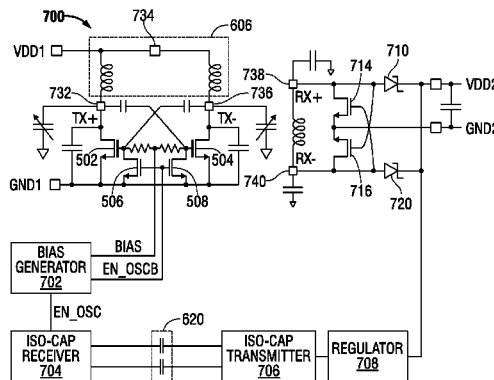 700
734
606
VDD1
732
736
TX+
TX-
502
504
GND1
506
508
738
RX+
714
710
VDD2
GND2
RX-
740
716
720
BIAS
GENERATOR
702
BIAS
EN_OSCB
EN_OSC
620
ISO-CAP
RECEIVER
704
ISO-CAP
TRANSMITTER
706
REGULATOR
708